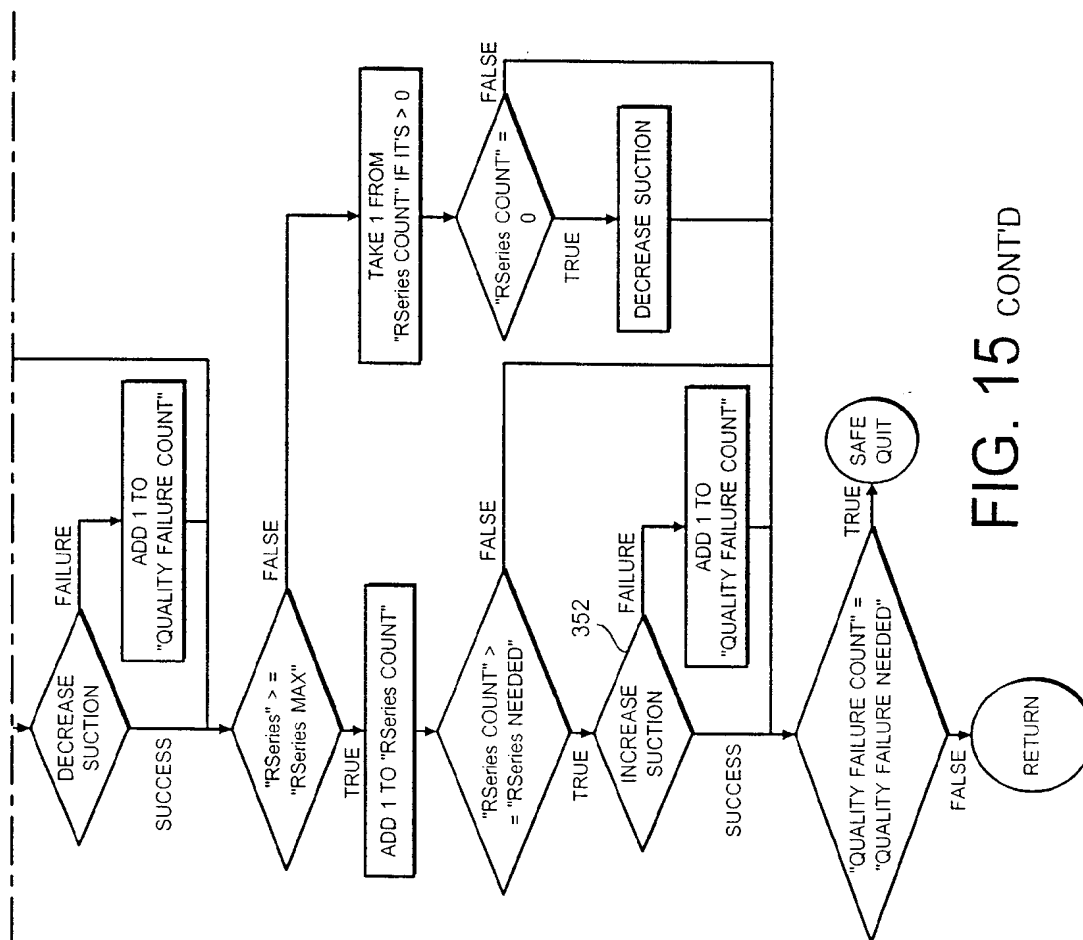 DECREASE
SUCTION
FAILURE
ADD 1 TO
"QUALITY FAILURE COUNT"
SUCCESS
"RSeries" > =
"RSeries MAX"
FALSE
TRUE
TAKE 1 FROM
"RSeries COUNT" IF IT'S > 0
ADD 1 TO "RSeries COUNT"
"RSeries COUNT" =
0
FALSE
TRUE
DECREASE SUCTION
"RSeries COUNT" >
= "RSeries NEEDED"
FALSE
TRUE
352
INCREASE
SUCTION
FAILURE
ADD 1 TO
"QUALITY FAILURE COUNT"
SUCCESS
"QUALITY FAILURE COUNT" =
"QUALITY FAILURE NEEDED"
TRUE
SAFE
QUIT
FALSE
RETURN
FIG. 15 CONT'D